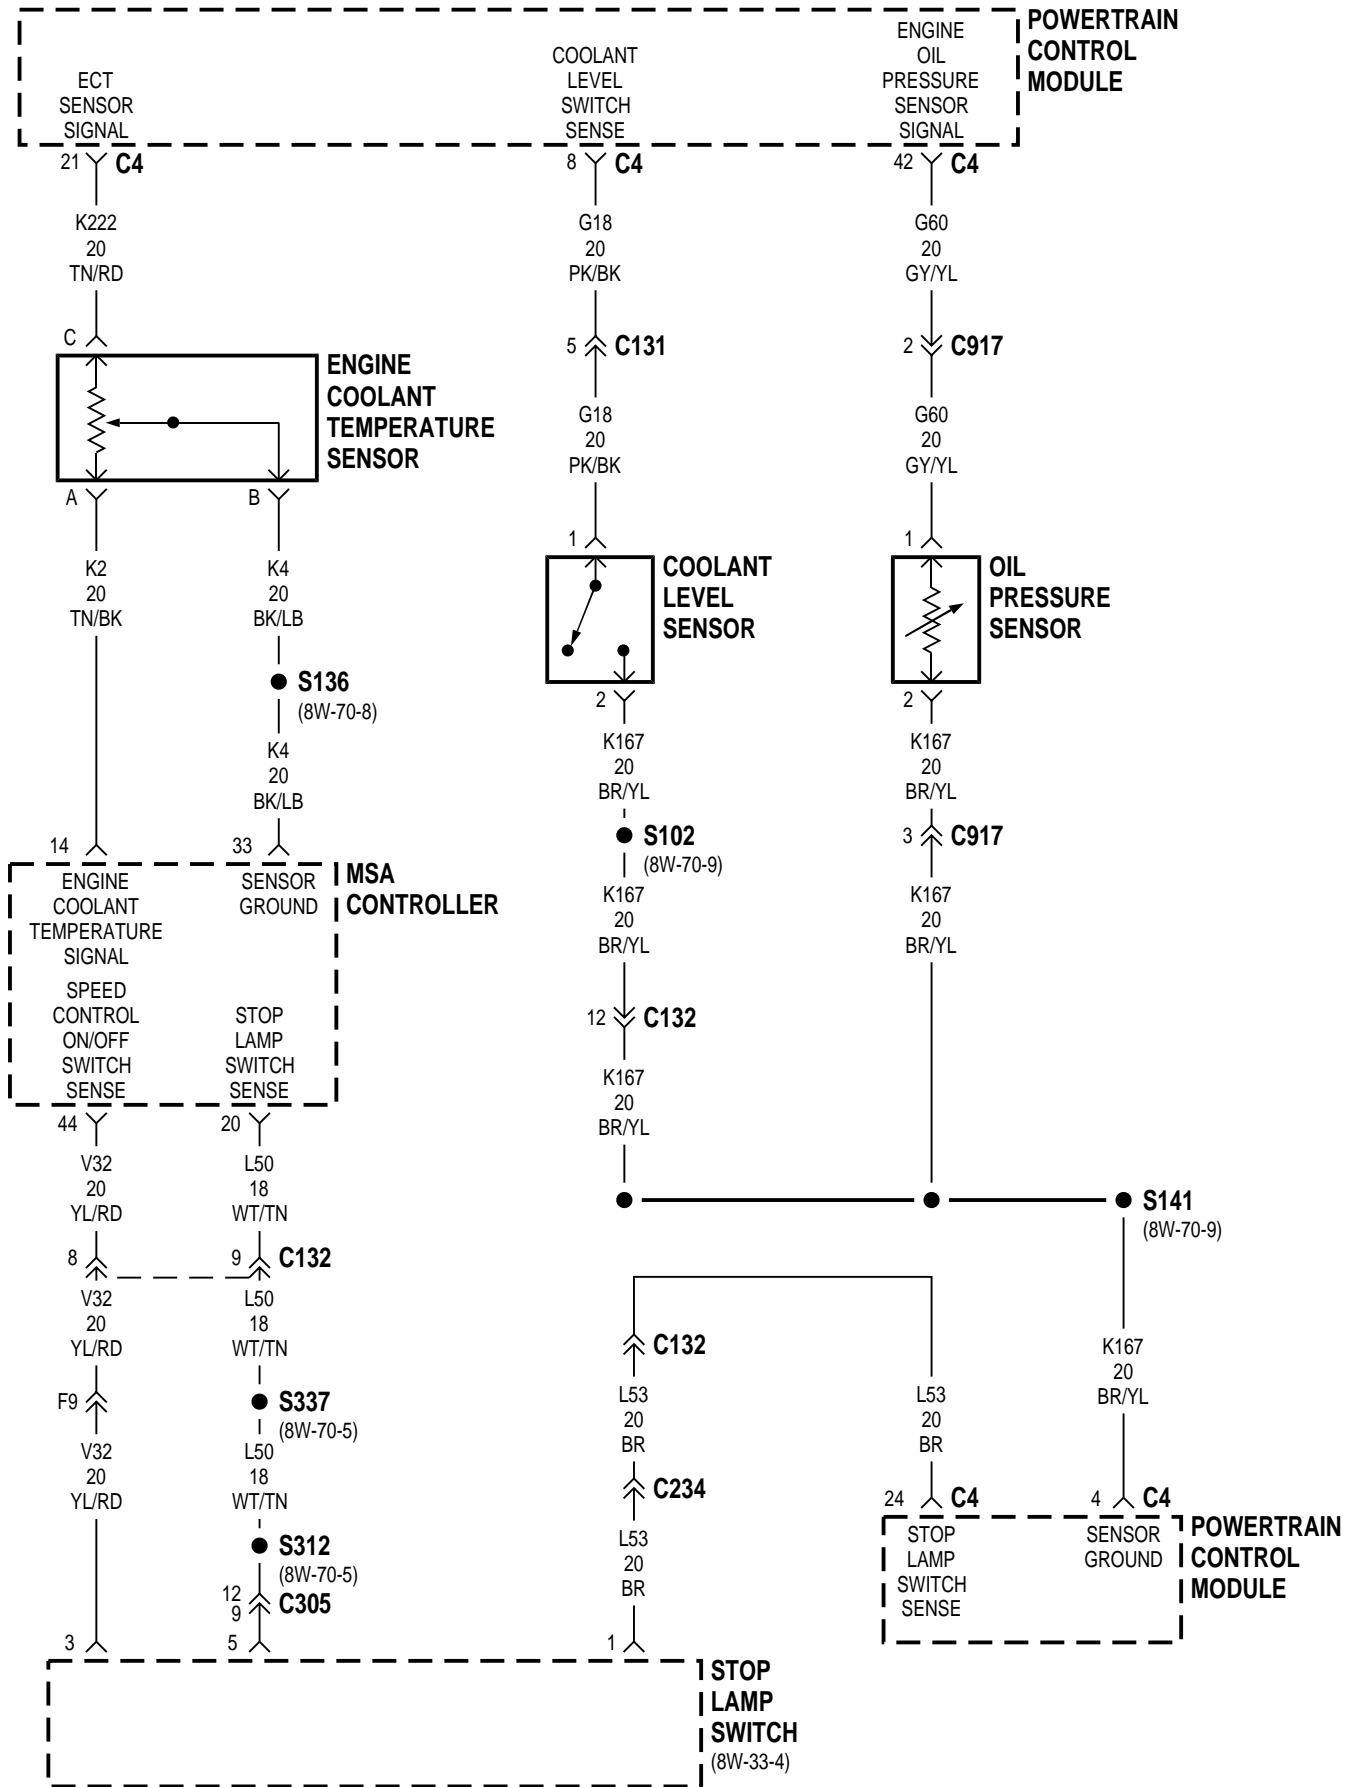 POWERTRAIN
CONTROL
MODULE
ECT
SENSOR
SIGNAL
COOLANT
LEVEL
SWITCH
SENSE
ENGINE
OIL
PRESSURE
SENSOR
SIGNAL
21 C4
8 C4
42 C4
K222
20
TN/RD
G18
20
PK/BK
G60
20
GY/YL
C
5 C131
2 C917
ENGINE
COOLANT
TEMPERATURE
SENSOR
G18
20
PK/BK
G60
20
GY/YL
A
B
1
1
K2
20
TN/BK
K4
20
BK/LB
COOLANT
LEVEL
SENSOR
OIL
PRESSURE
SENSOR
S136
(8W-70-8)
2
2
K4
20
BK/LB
K167
20
BR/YL
K167
20
BR/YL
14
33
S102
(8W-70-9)
3 C917
MSA
CONTROLLER
ENGINE
COOLANT
TEMPERATURE
SIGNAL
SENSOR
GROUND
K167
20
BR/YL
K167
20
BR/YL
SPEED
CONTROL
ON/OFF
SWITCH
SENSE
STOP
LAMP
SWITCH
SENSE
12 C132
K167
20
BR/YL
44
20
V32
20
YL/RD
L50
18
WT/TN
S141
(8W-70-9)
8
9 C132
V32
20
YL/RD
L50
18
WT/TN
C132
K167
20
BR/YL
F9
S337
(8W-70-5)
L53
20
BR
L53
20
BR
V32
20
YL/RD
L50
18
WT/TN
C234
24 C4
4 C4
S312
(8W-70-5)
L53
20
BR
STOP
LAMP
SWITCH
SENSE
SENSOR
GROUND
POWERTRAIN
CONTROL
MODULE
12
9
C305
3
5
1
STOP
LAMP
SWITCH
(8W-33-4)